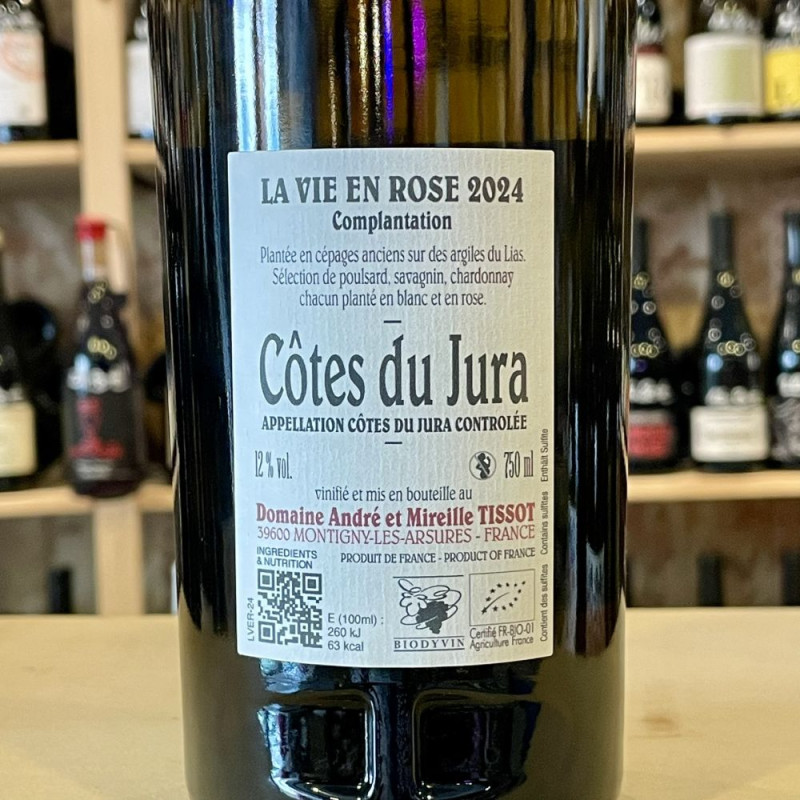 LA VIE EN ROSE 2024
Complantation
Plantée en cépages anciens sur des argiles du Lias.
Sélection de poulsard, savagnin, chardonnay
chacun planté en blanc et en rose.
Côtes du Jura
APPELLATION CÔTES DU JURA CONTROLÉE
12 % vol.
750 ml
vinifié et mis en bouteille au
Domaine André et Mireille TISSOT
39600 MONTIGNY-LES-ARSURES - FRANCE
PRODUIT DE FRANCE - PRODUCT OF FRANCE
INGREDIENTS
& NUTRITION
LVER-24
E (100ml) :
260 kJ
63 kcal
BIODYVIN
Certifié FR-BIO-01
Agriculture France
Contient des sulfites Contains sulfites Enthält Sulfite